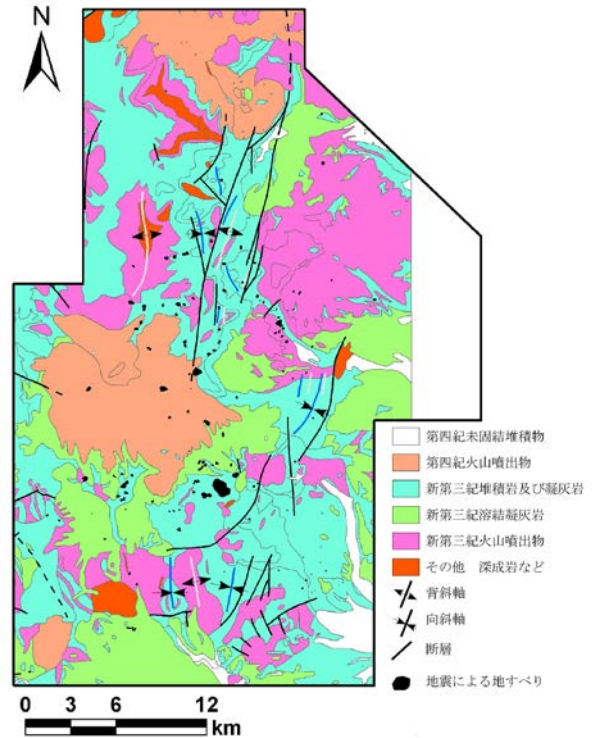 N
第四紀未固結堆積物
第四紀火山噴出物
新第三紀堆積岩及び凝灰岩
新第三紀溶結凝灰岩
新第三紀火山噴出物
その他 深成岩など
背斜軸
向斜軸
断層
地震による地すべり
0 3 6 12
km